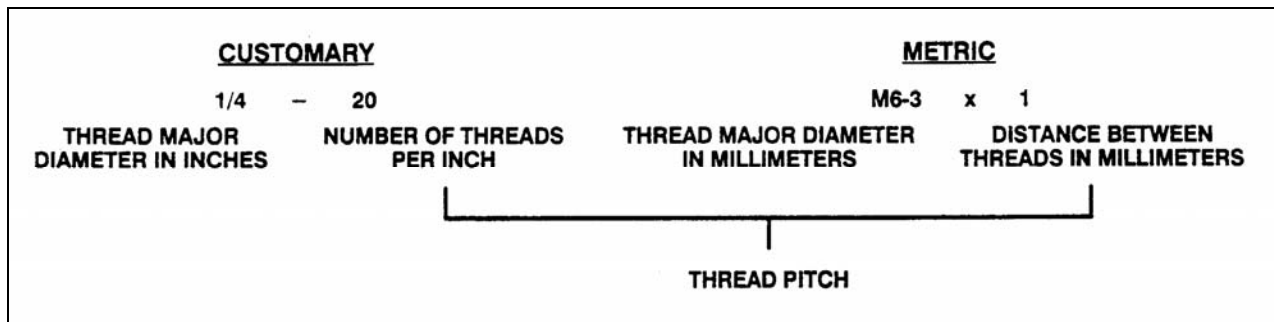 CUSTOMARY
METRIC
1/4 – 20
M6-3 x 1
THREAD MAJOR
DIAMETER IN INCHES
NUMBER OF THREADS
PER INCH
THREAD MAJOR DIAMETER
IN MILLIMETERS
DISTANCE BETWEEN
THREADS IN MILLIMETERS
THREAD PITCH